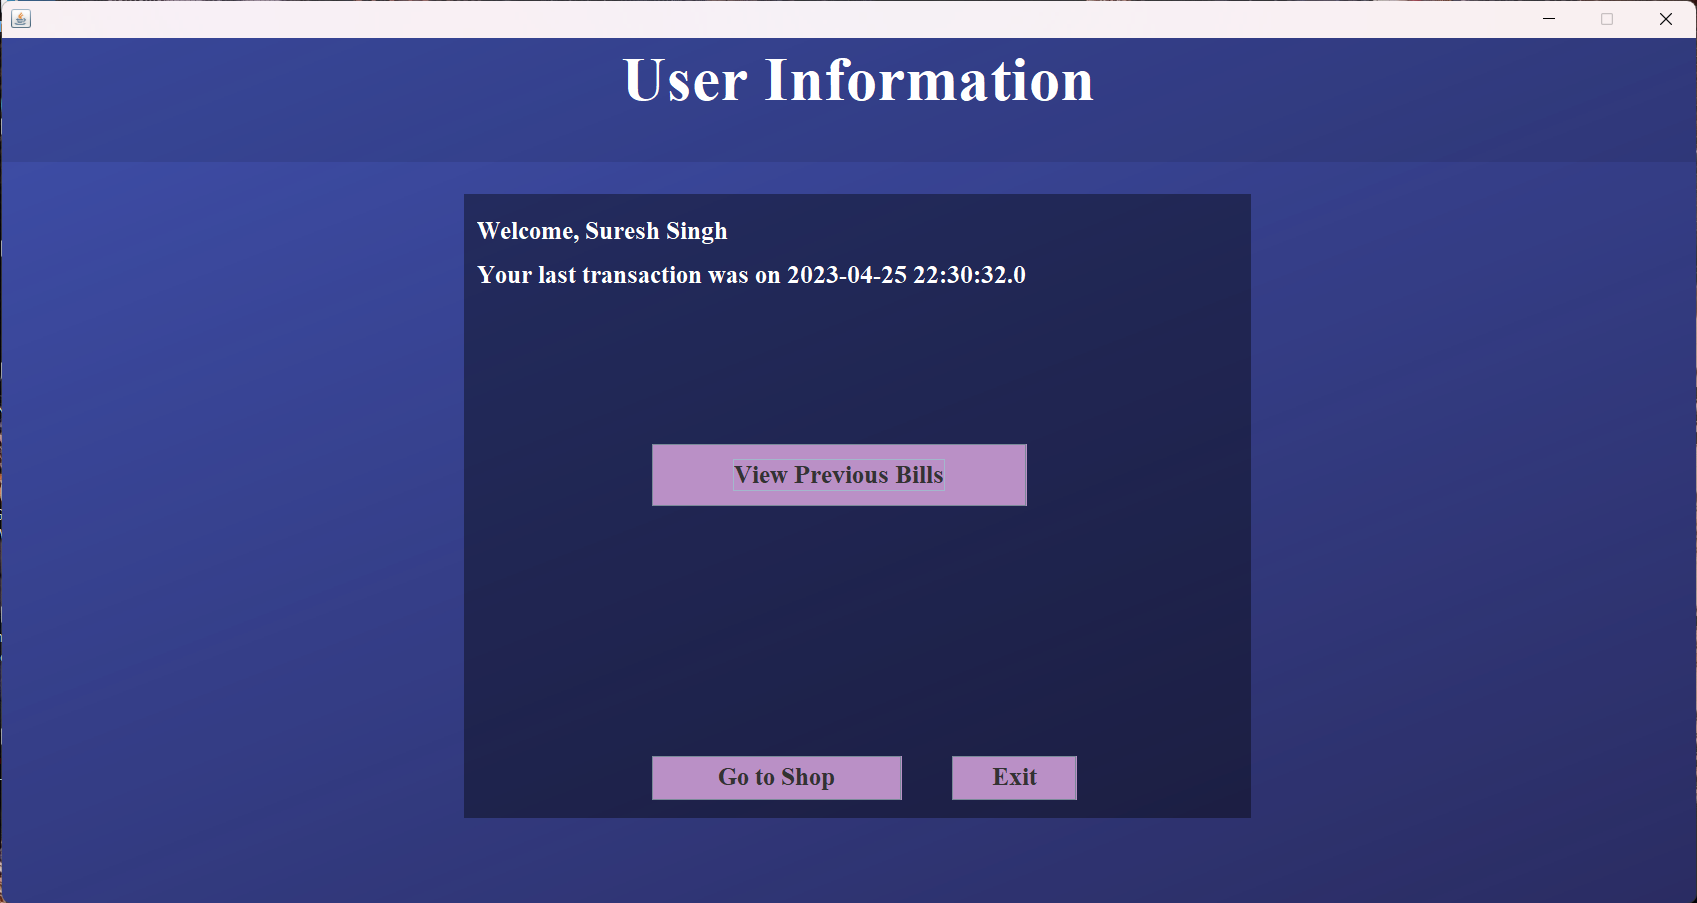 User Information
Welcome, Suresh Singh
Your last transaction was on 2023-04-25 22:30:32.0
View Previous Bills
Go to Shop
Exit